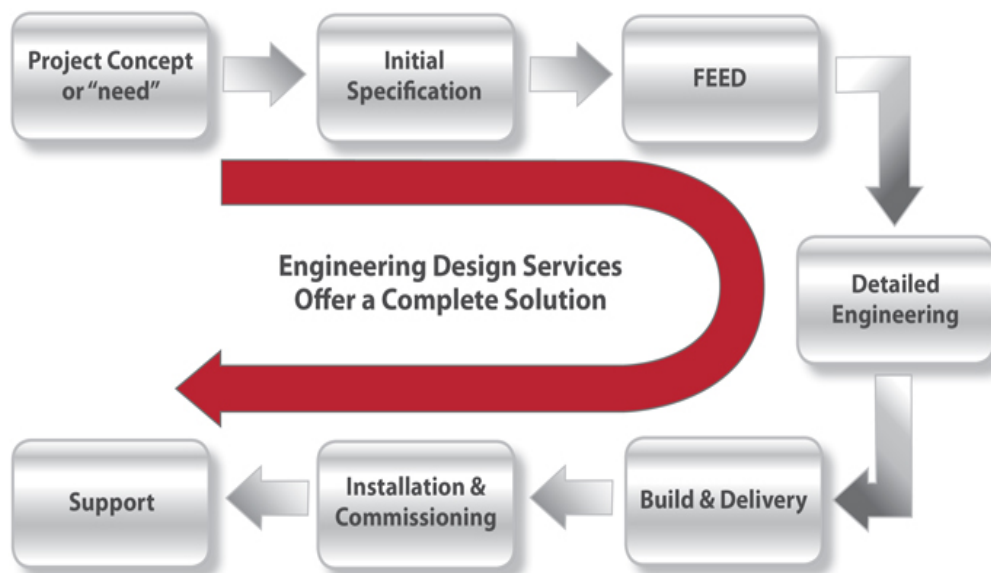 Project Concept
or “need”
Initial
Specification
FEED
Engineering Design Services
Offer a Complete Solution
Detailed
Engineering
Build & Delivery
Installation &
Commissioning
Support